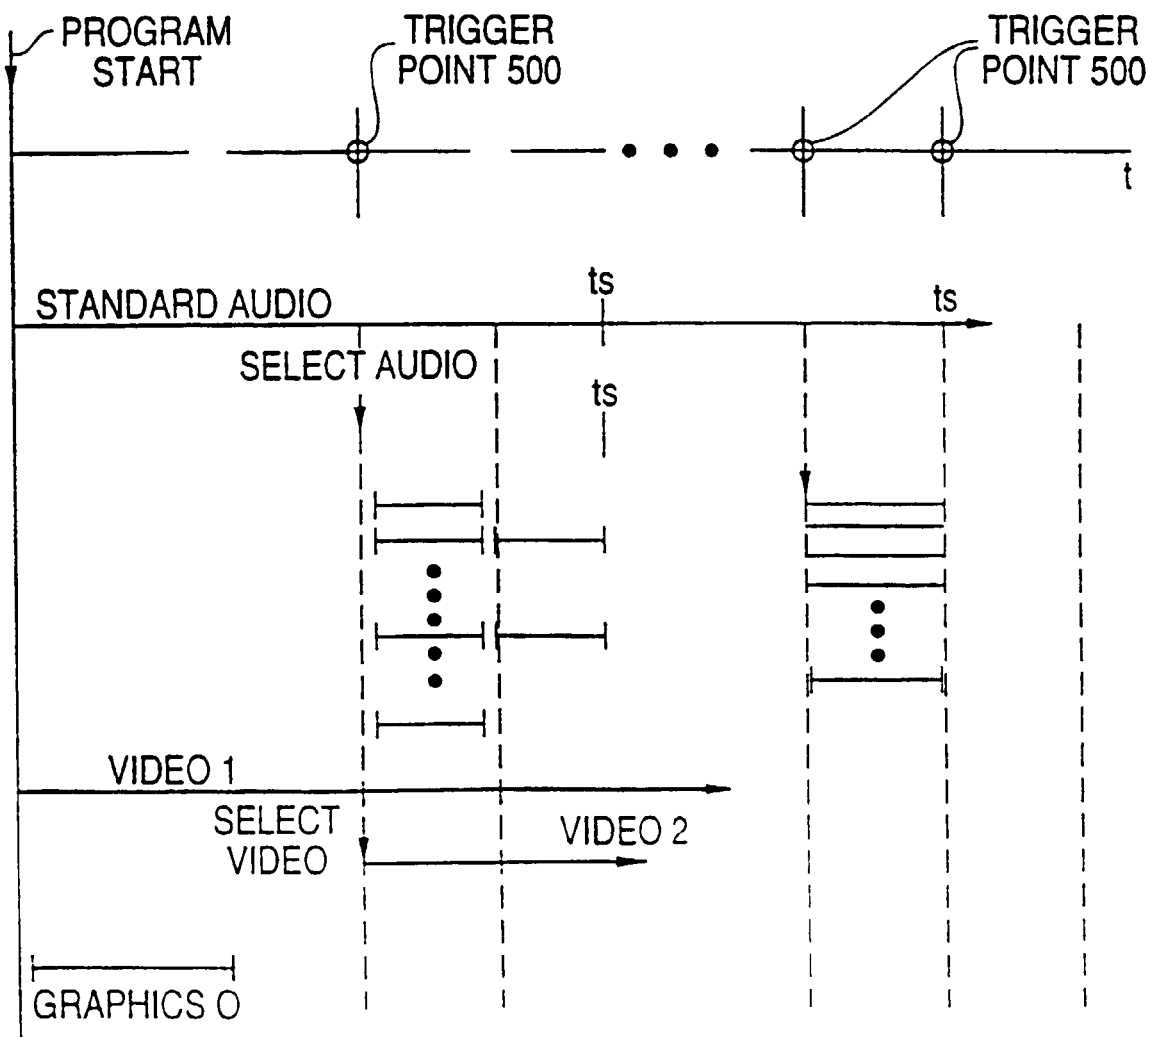 PROGRAM
START
TRIGGER
POINT 500
TRIGGER
POINT 500
t
STANDARD AUDIO
ts
ts
SELECT AUDIO
ts
VIDEO 1
SELECT
VIDEO
VIDEO 2
GRAPHICS O